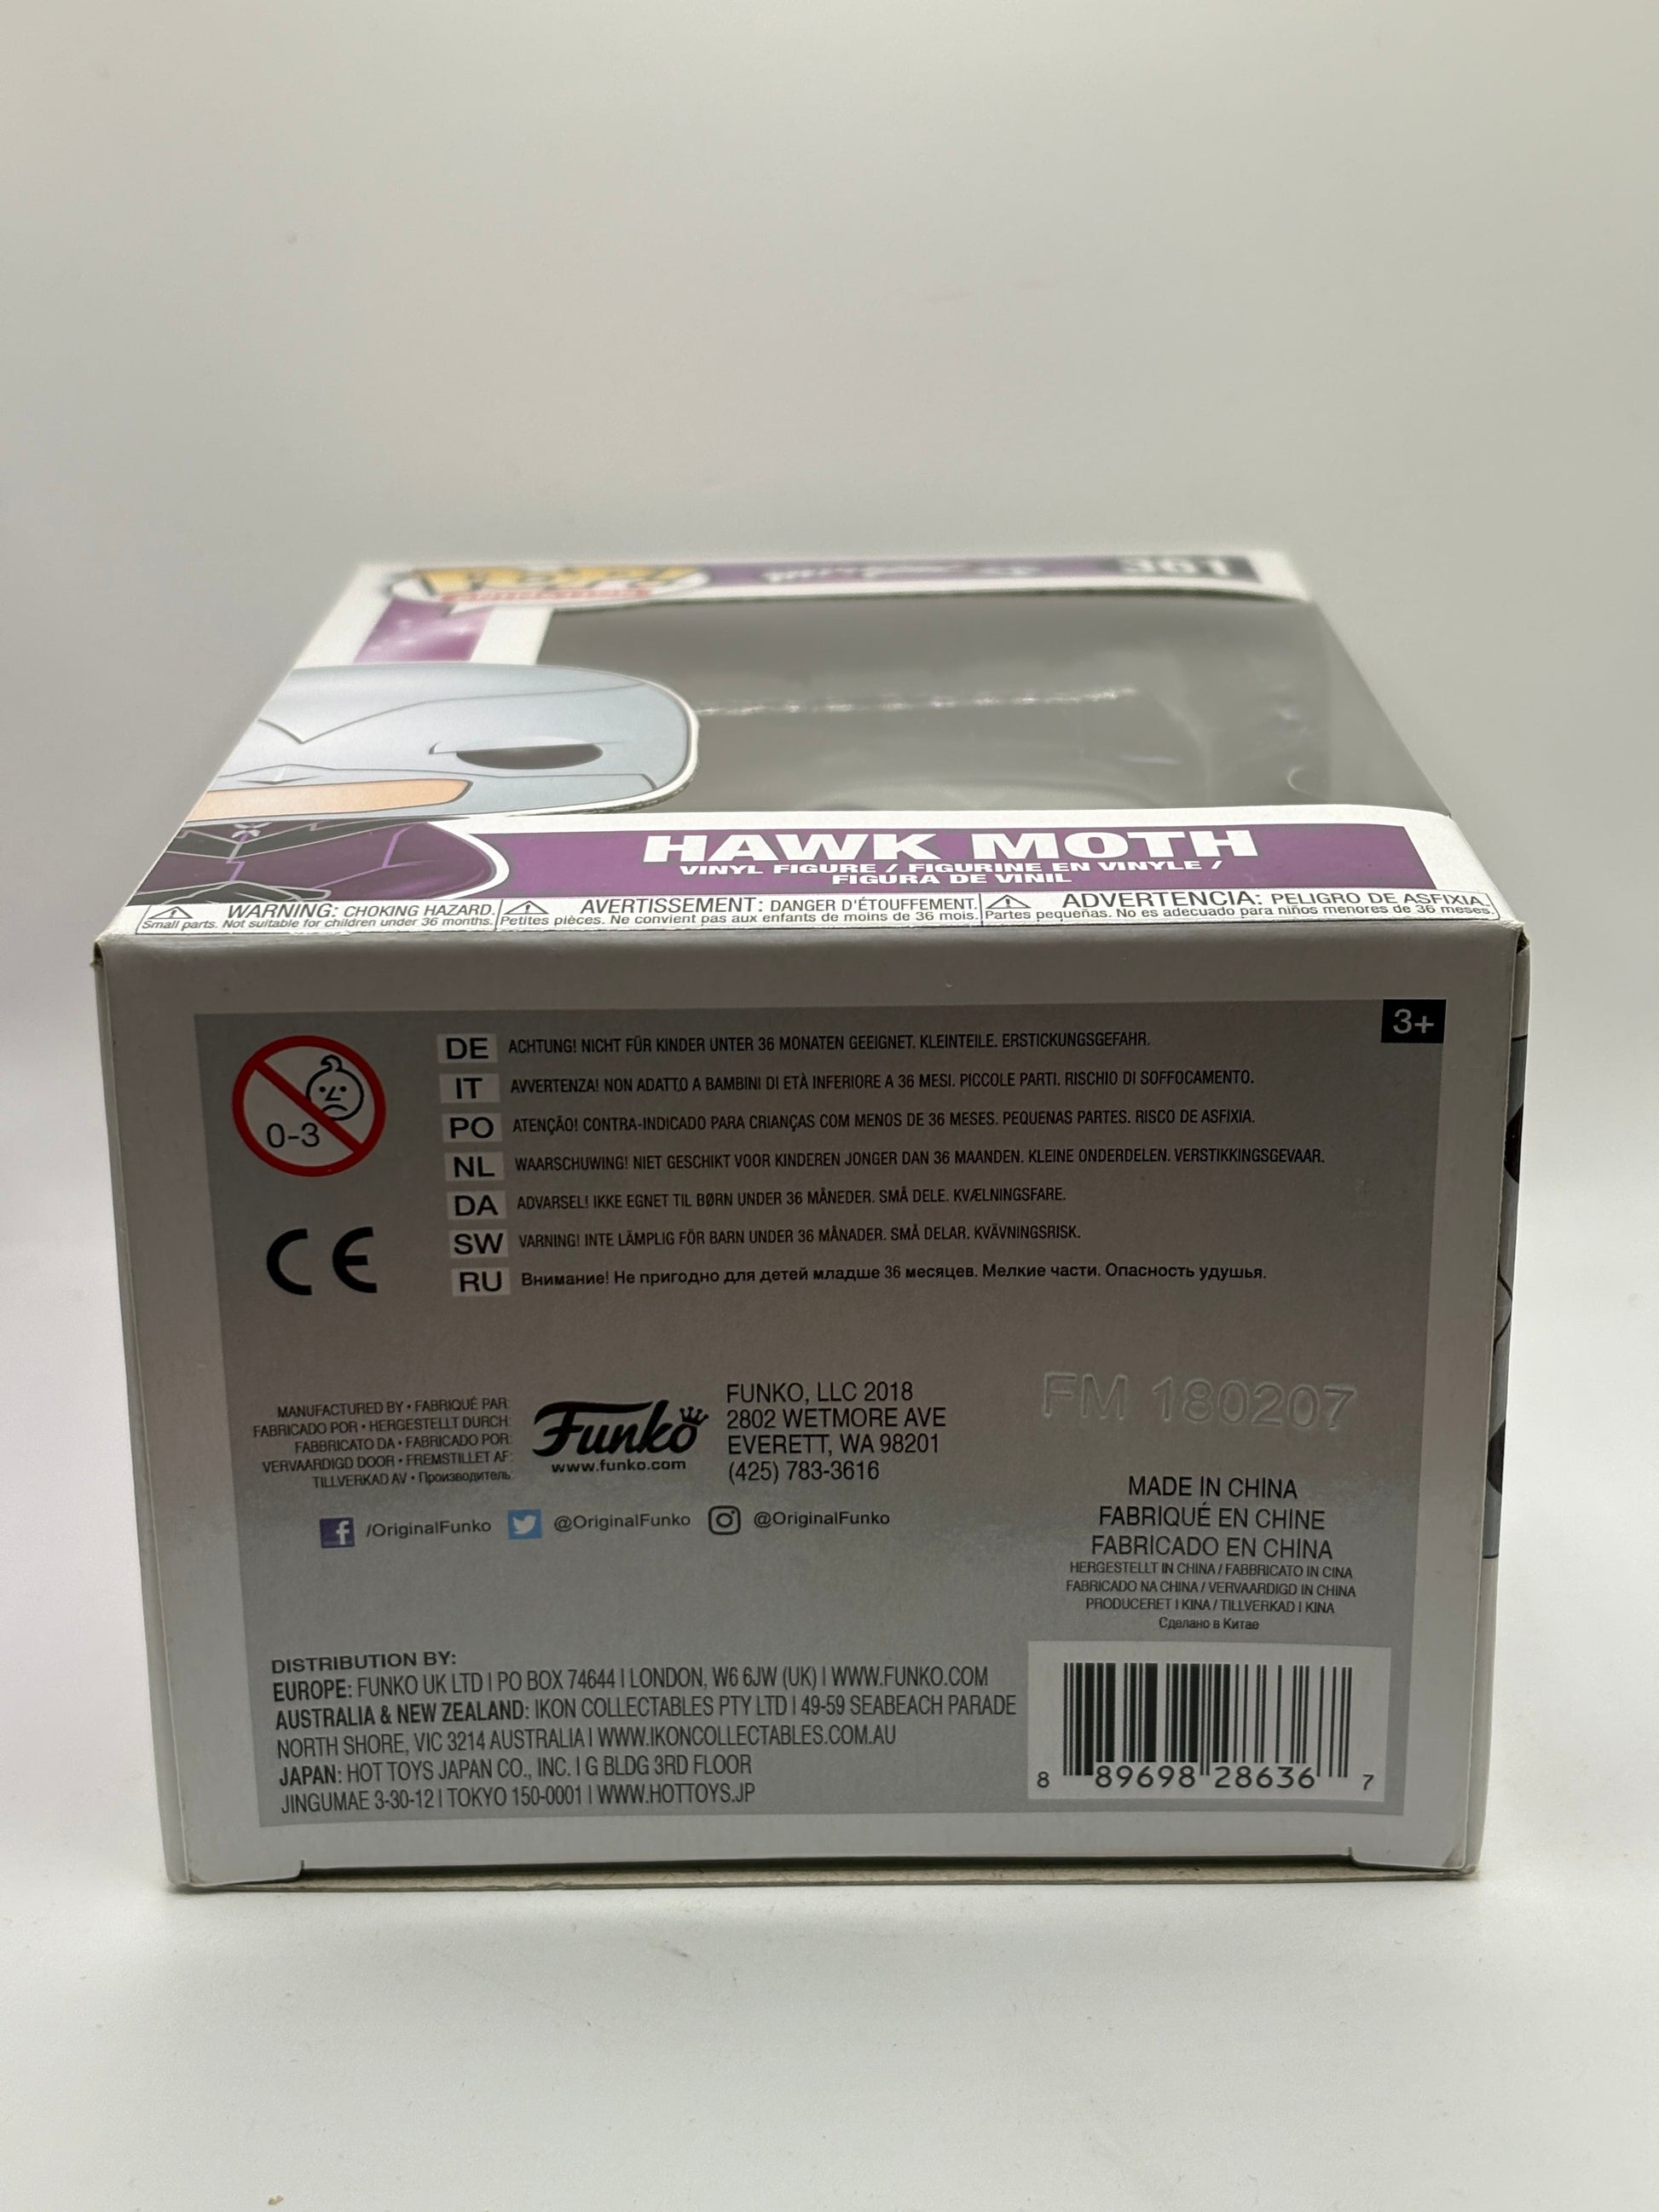 POP!
361
HAWK MOTH
VINYL FIGURE / FIGURINE EN VINYLE /
FIGURA DE VINIL
WARNING: CHOKING HAZARD.
Small parts. Not suitable for children under 36 months.
AVERTISSEMENT: DANGER D'ÉTOUFFEMENT.
Petites pièces. Ne convient pas aux enfants de moins de 36 mois.
ADVERTENCIA: PELIGRO DE ASFIXIA.
Partes pequeñas. No es adecuado para niños menores de 36 meses.
3+
0-3
DE ACHTUNG! NICHT FÜR KINDER UNTER 36 MONATEN GEEIGNET. KLEINTEILE. ERSTICKUNGSGEFAHR.
IT AVVERTENZA! NON ADATTO A BAMBINI DI ETÀ INFERIORE A 36 MESI. PICCOLE PARTI. RISCHIO DI SOFFOCAMENTO.
PO ATENÇÃO! CONTRA-INDICADO PARA CRIANÇAS COM MENOS DE 36 MESES. PEQUENAS PARTES. RISCO DE ASFIXIA.
NL WAARSCHUWING! NIET GESCHIKT VOOR KINDEREN JONGER DAN 36 MAANDEN. KLEINE ONDERDELEN. VERSTIKKINGSGEVAAR.
DA ADVARSEL! IKKE EGNET TIL BØRN UNDER 36 MÅNEDER. SMÅ DELE. KVÆLNINGSFARE.
SW VARNING! INTE LÄMPLIG FÖR BARN UNDER 36 MÅNADER. SMÅ DELAR. KVÄVNINGSRISK.
RU Внимание! Не пригодно для детей младше 36 месяцев. Мелкие части. Опасность удушья.
CE
MANUFACTURED BY • FABRIQUÉ PAR:
FABRICADO POR • HERGESTELLT DURCH:
FABBRICATO DA • FABRICADO POR:
VERVAARDIGD DOOR • FREMSTILLET AF:
TILLVERKAD AV • Производитель:
Funko
www.funko.com
FUNKO, LLC 2018
2802 WETMORE AVE
EVERETT, WA 98201
(425) 783-3616
FM 180207
/OriginalFunko @OriginalFunko @OriginalFunko
MADE IN CHINA
FABRIQUÉ EN CHINE
FABRICADO EN CHINA
HERGESTELLT IN CHINA / FABBRICATO IN CINA
FABRICADO NA CHINA / VERVAARDIGD IN CHINA
PRODUCERET I KINA / TILLVERKAD I KINA
Сделано в Китае
DISTRIBUTION BY:
EUROPE: FUNKO UK LTD | PO BOX 74644 | LONDON, W6 6JW (UK) | WWW.FUNKO.COM
AUSTRALIA & NEW ZEALAND: IKON COLLECTABLES PTY LTD | 49-59 SEABEACH PARADE
NORTH SHORE, VIC 3214 AUSTRALIA | WWW.IKONCOLLECTABLES.COM.AU
JAPAN: HOT TOYS JAPAN CO., INC. | G BLDG 3RD FLOOR
JINGUMAE 3-30-12 | TOKYO 150-0001 | WWW.HOTTOYS.JP
8 89698 28636 7